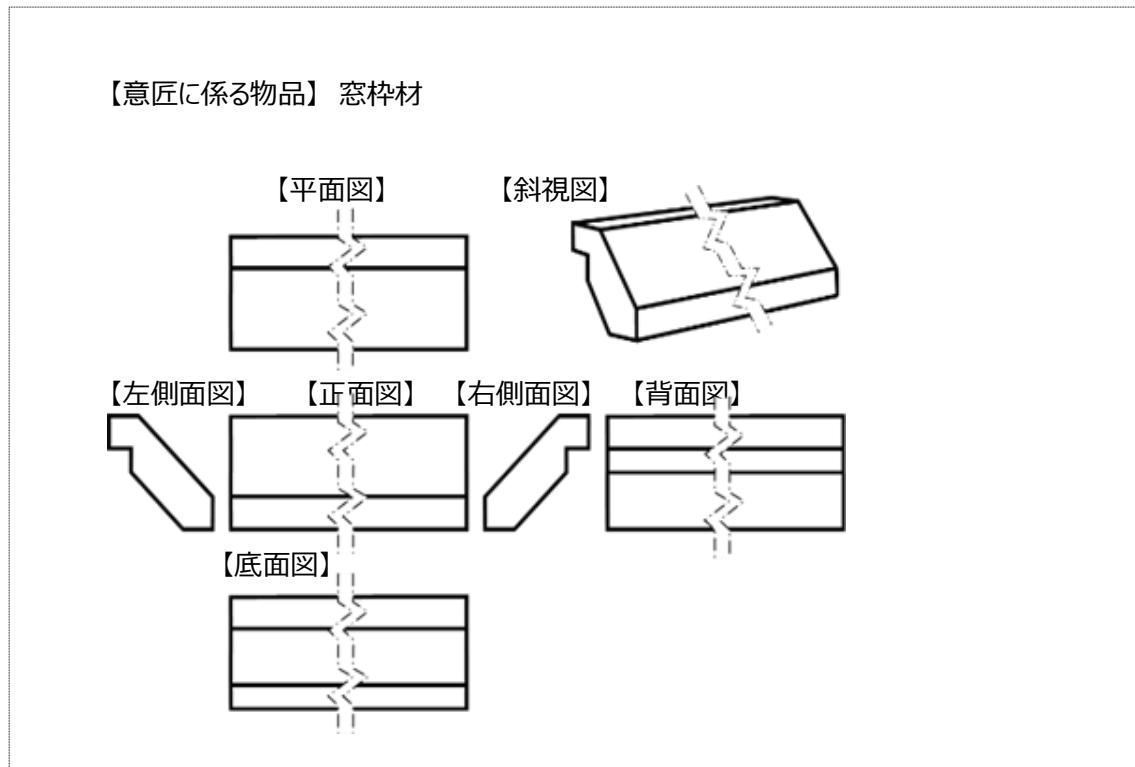 【意匠に係る物品】 窓枠材
【平面図】 【斜視図】
【左側面図】 【正面図】 【右側面図】 【背面図】
【底面図】